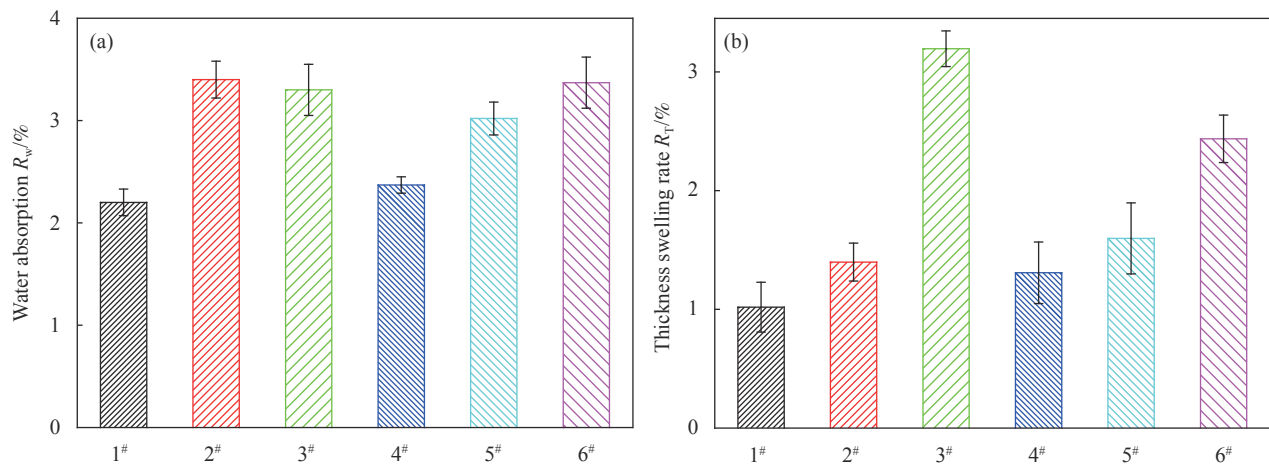 (a)
Water absorption R_w/%
4
3
2
1
0
1# 2# 3# 4# 5# 6#
(b)
Thickness swelling rate R_T/%
3
2
1
0
1# 2# 3# 4# 5# 6#